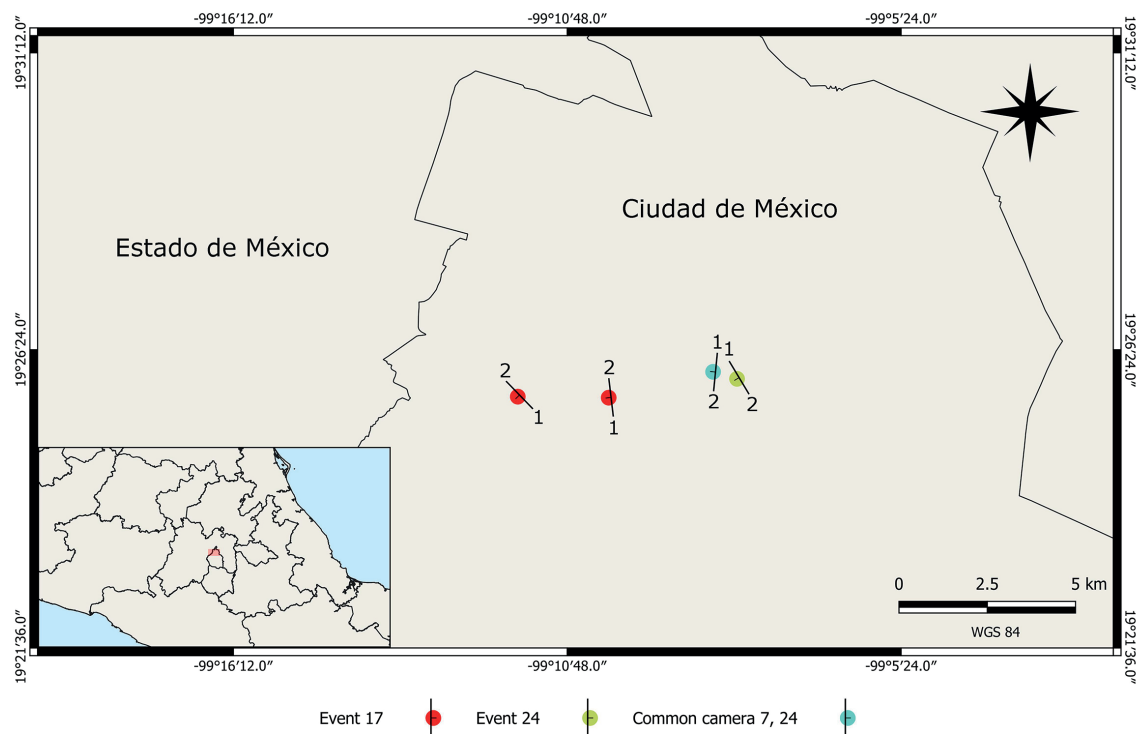 -99°16′12.0″ -99°10′48.0″ -99°5′24.0″
19°31′12.0″ 19°31′12.0″
Ciudad de México
Estado de México
19°26′24.0″ 19°26′24.0″
1 1
2 2
2 2
1
1
0 2.5 5 km
WGS 84
19°21′36.0″ 19°21′36.0″
-99°16′12.0″ -99°10′48.0″ -99°5′24.0″
Event 17 Event 24 Common camera 7, 24